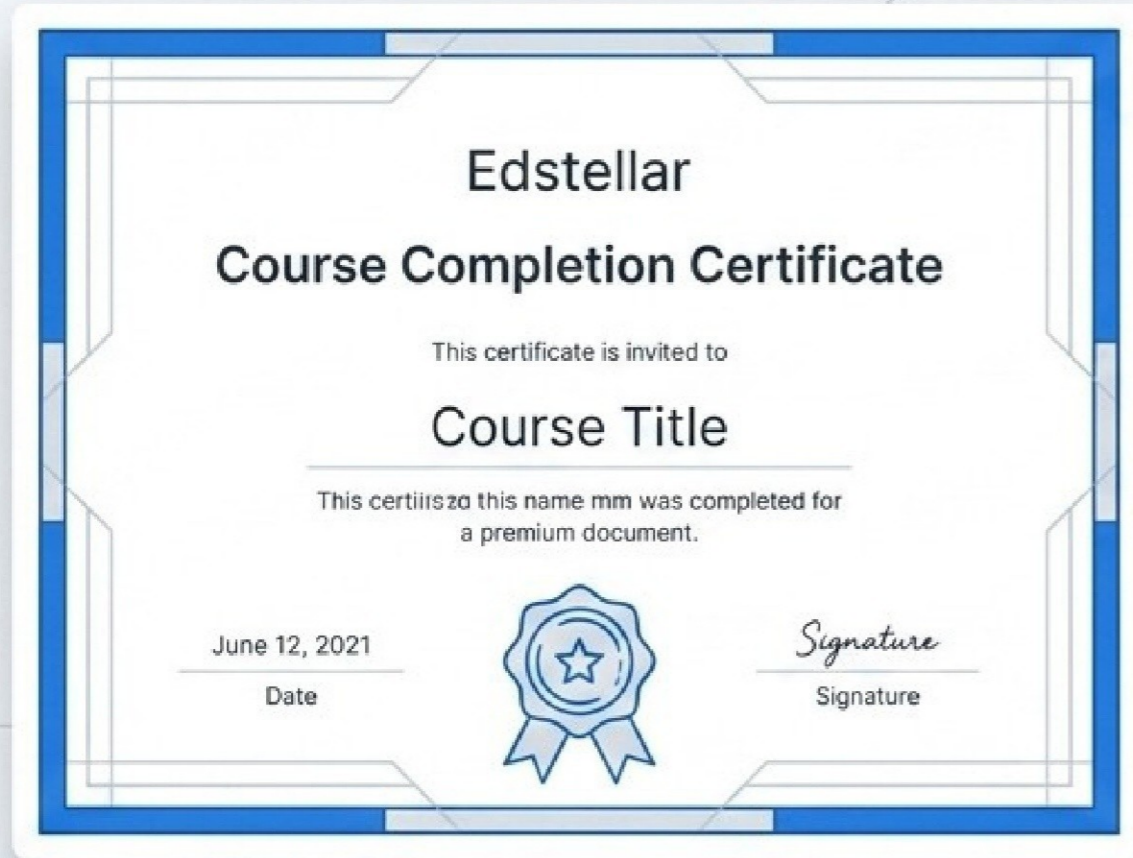 Edstellar
Course Completion Certificate
This certificate is invited to
Course Title
This this name mm was completed for
a premium document.
June 12, 2021
Date
Signature
Signature